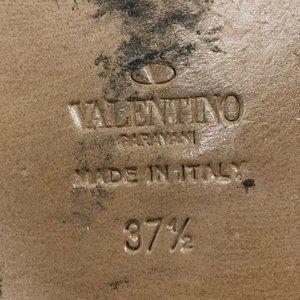 VALENTINO
GARAVANI
MADE IN ITALY
37½